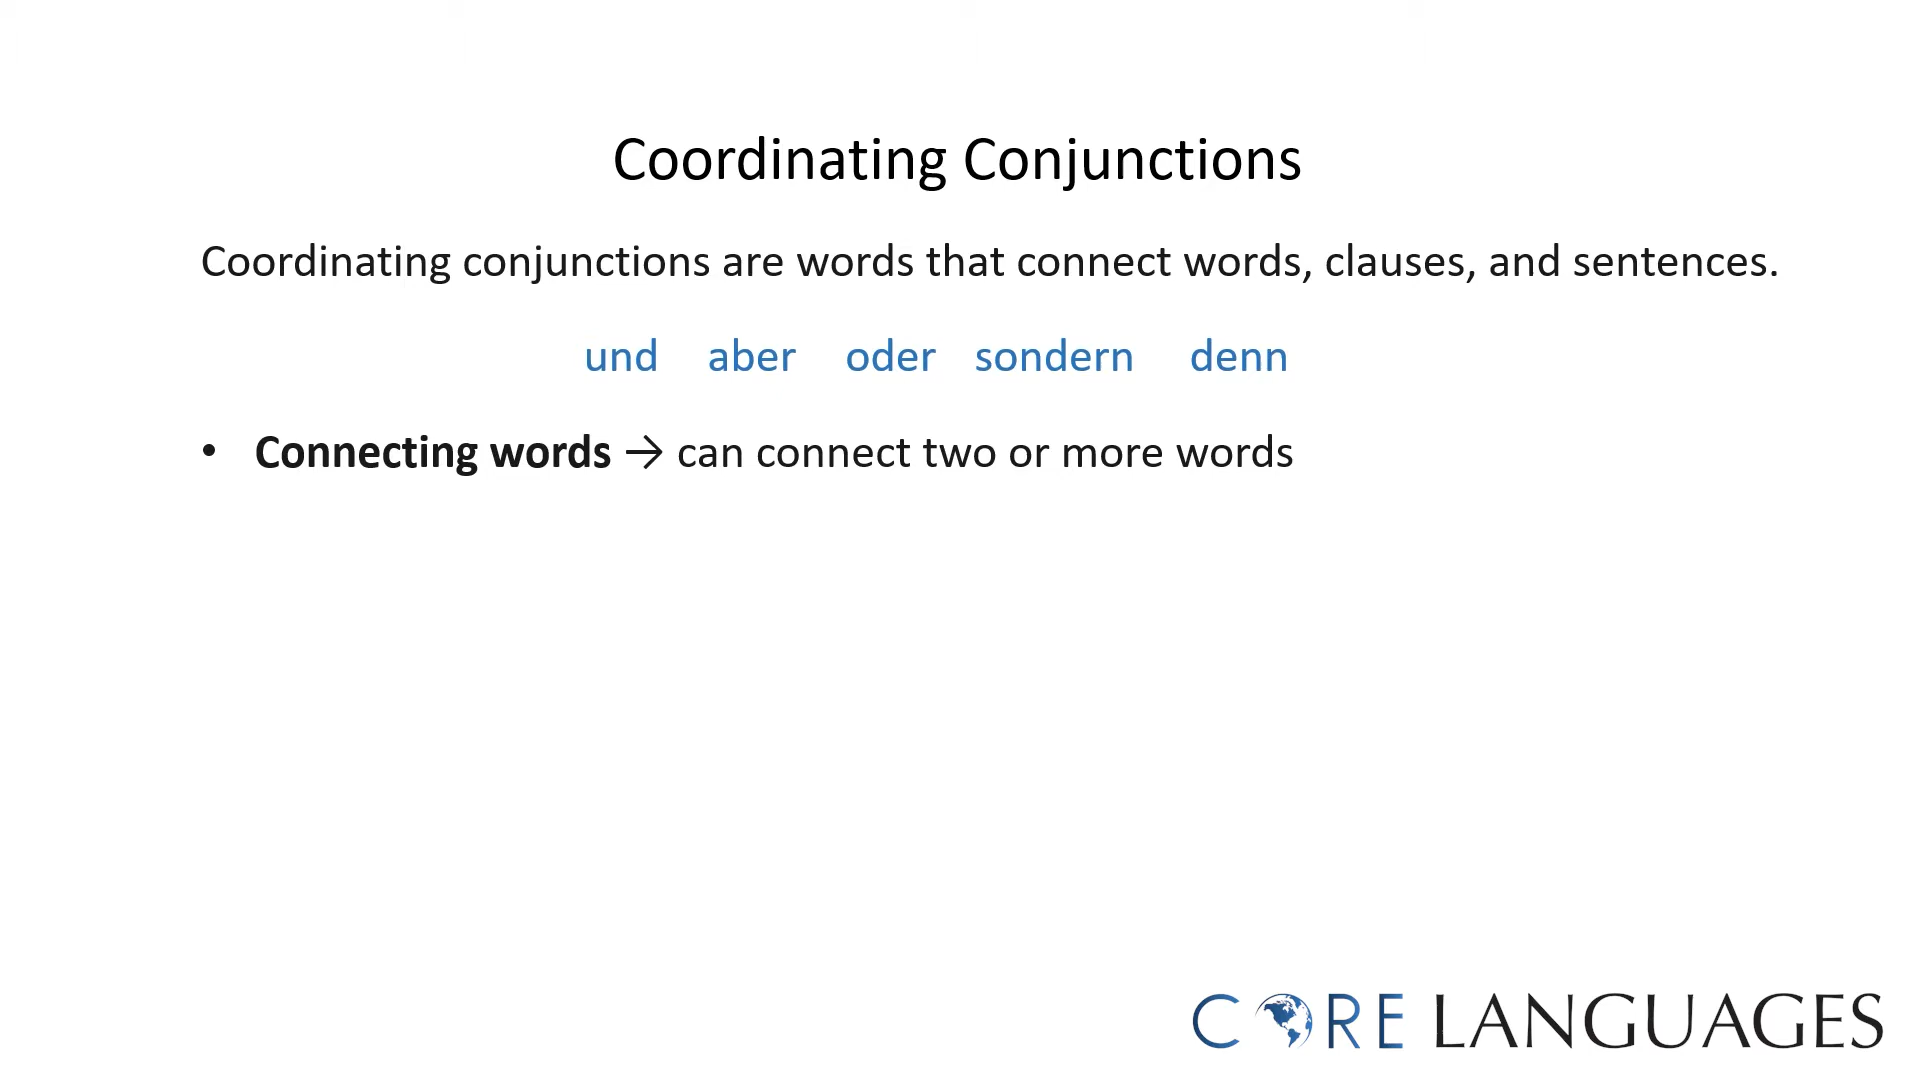 Coordinating Conjunctions
Coordinating conjunctions are words that connect words, clauses, and sentences.
und aber oder sondern denn
• Connecting words → can connect two or more words
CORE LANGUAGES